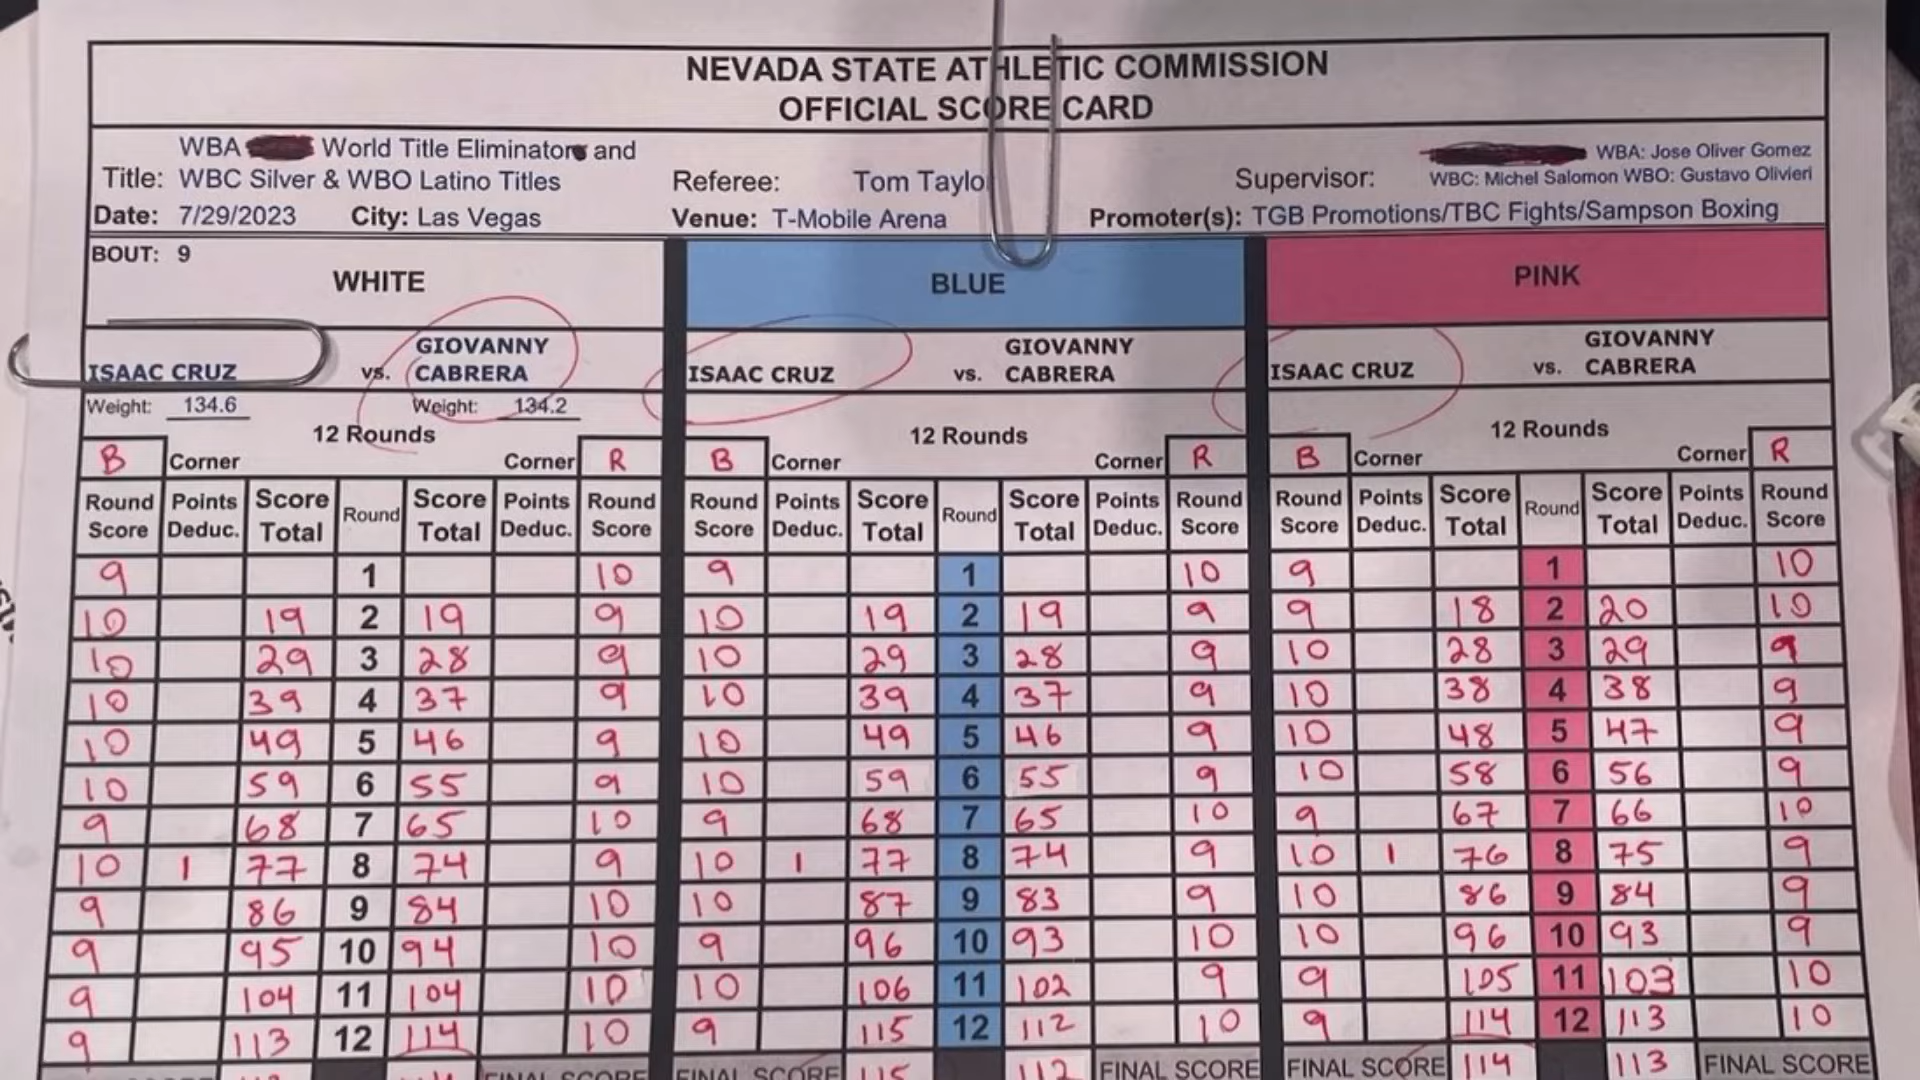 NEVADA STATE ATHLETIC COMMISSION
OFFICIAL SCORE CARD
WBA World Title Eliminators and
Title: WBC Silver & WBO Latino Titles Referee: Tom Taylor Supervisor: WBA: Jose Oliver Gomez
WBC: Michel Salomon WBO: Gustavo Olivieri
Date: 7/29/2023 City: Las Vegas Venue: T-Mobile Arena Promoter(s): TGB Promotions/TBC Fights/Sampson Boxing
BOUT: 9
WHITE BLUE PINK
ISAAC CRUZ vs. GIOVANNY CABRERA ISAAC CRUZ vs. GIOVANNY CABRERA ISAAC CRUZ vs. GIOVANNY CABRERA
Weight: 134.6 Weight: 134.2
12 Rounds 12 Rounds 12 Rounds
B Corner Corner R B Corner Corner R B Corner Corner R
Round Score Points Deduc. Score Total Round Score Total Points Deduc. Round Score Round Score Points Deduc. Score Total Round Score Total Points Deduc. Round Score Round Score Points Deduc. Score Total Round Score Total Points Deduc. Round Score
9 1 10 9 1 10 9 1 10
10 19 2 19 9 10 19 2 19 9 9 18 2 20 10
10 29 3 28 9 10 29 3 28 9 10 28 3 29 9
10 39 4 37 9 10 39 4 37 9 10 38 4 38 9
10 49 5 46 9 10 49 5 46 9 10 48 5 47 9
10 59 6 55 9 10 59 6 55 9 10 58 6 56 9
9 68 7 65 10 9 68 7 65 10 9 67 7 66 10
10 1 77 8 74 9 10 1 77 8 74 9 10 1 76 8 75 9
9 86 9 84 10 10 87 9 83 9 10 86 9 84 9
9 95 10 94 10 9 96 10 93 10 10 96 10 93 9
9 104 11 104 10 10 106 11 102 9 9 105 11 103 10
9 113 12 114 10 9 115 12 112 10 9 114 12 113 10
FINAL SCORE FINAL SCORE 115 112 FINAL SCORE FINAL SCORE 114 113 FINAL SCORE